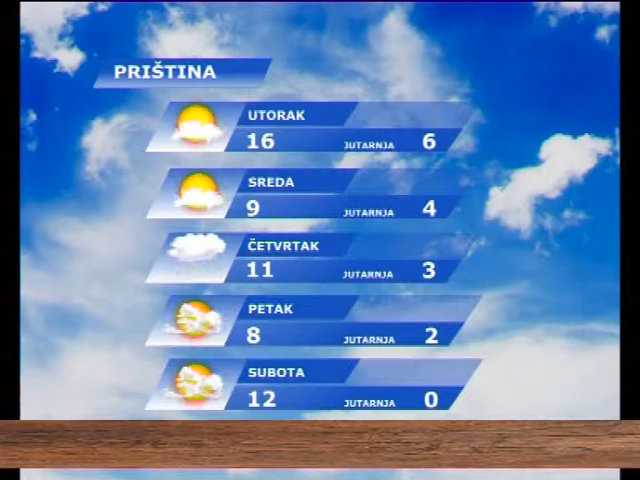 PRIŠTINA
UTORAK
16 JUTARNJA 6
SREDA
9 JUTARNJA 4
ČETVRTAK
11 JUTARNJA 3
PETAK
8 JUTARNJA 2
SUBOTA
12 JUTARNJA 0